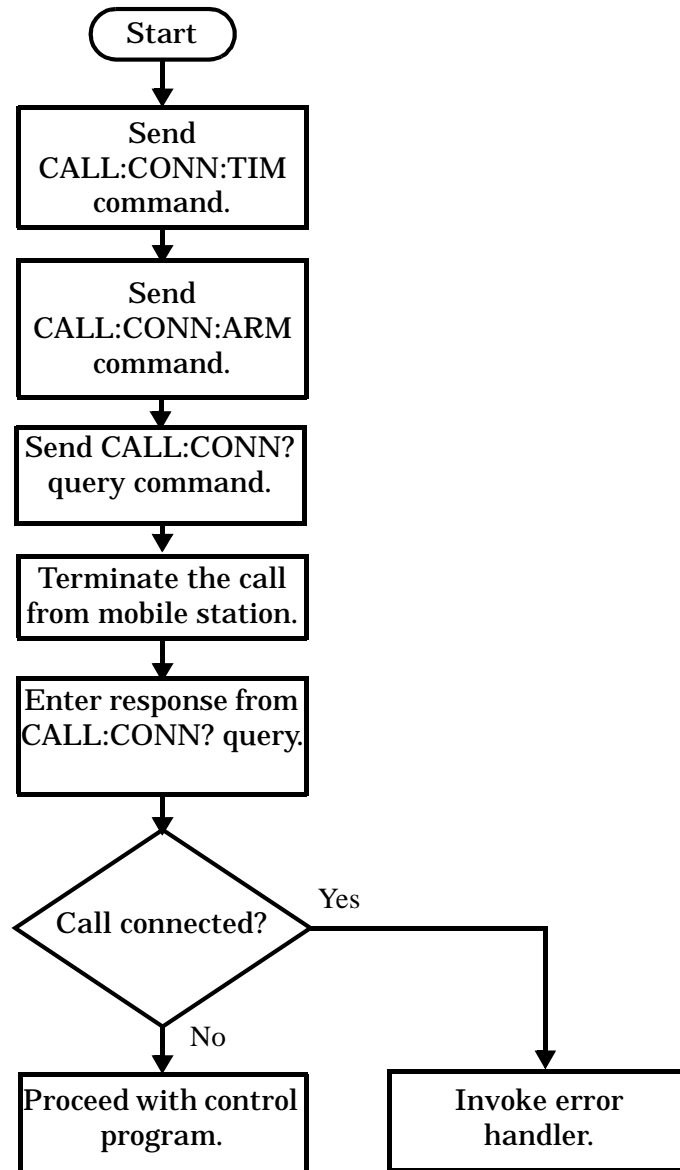 Start
Send
CALL:CONN:TIM
command.
Send
CALL:CONN:ARM
command.
Send CALL:CONN?
query command.
Terminate the call
from mobile station.
Enter response from
CALL:CONN? query.
Call connected?
Yes
No
Proceed with control
program.
Invoke error
handler.